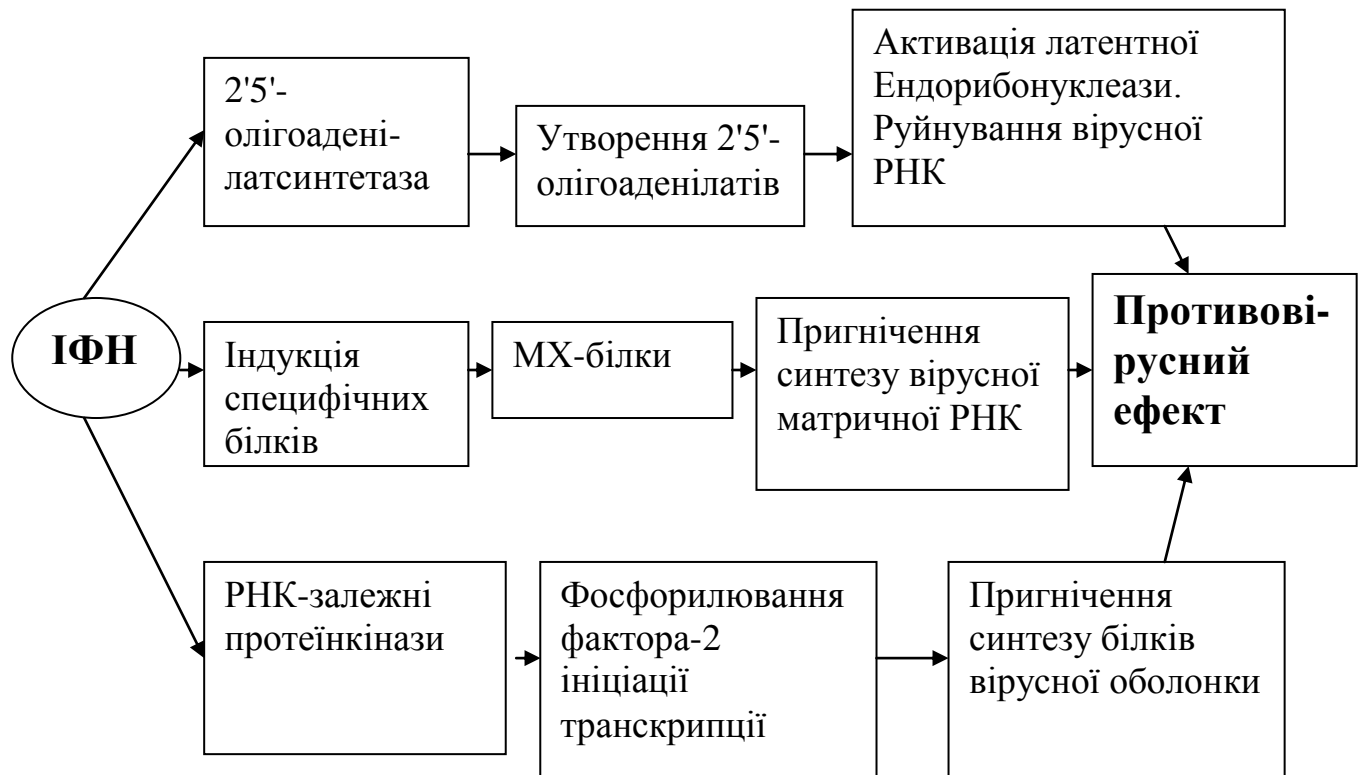 2'5'-
олігоадені-
латсинтетаза
Утворення 2'5'-
олігоаденілатів
Активація латентної
Ендорибонуклеази.
Руйнування вірусної
РНК
ІФН
Індукція
специфічних
білків
МХ-білки
Пригнічення
синтезу вірусної
матричної РНК
Противові-
русний
ефект
РНК-залежні
протеїнкінази
Фосфорилювання
фактора-2
ініціації
транскрипції
Пригнічення
синтезу білків
вірусної оболонки